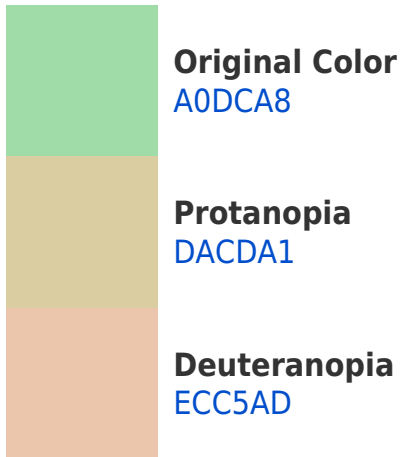 Original Color
A0DCA8
Protanopia
DACDA1
Deuteranopia
ECC5AD